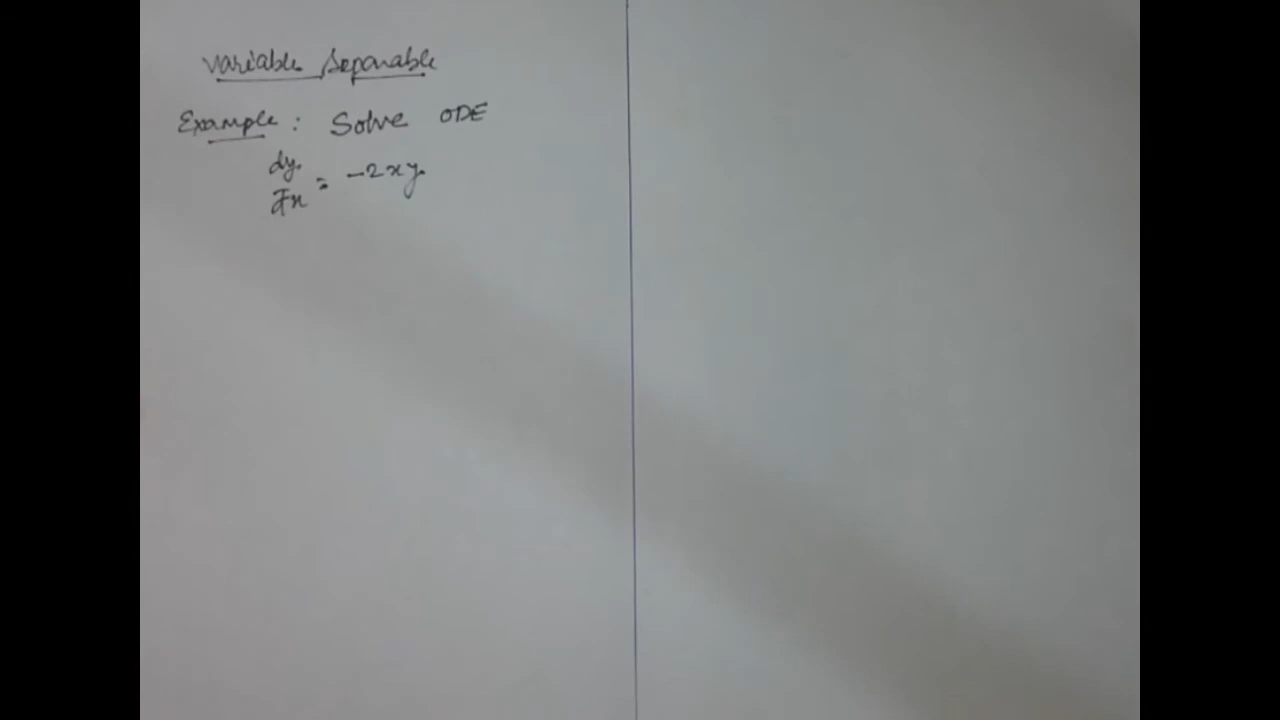 Variable Separable
Example : Solve ODE
dy/dx = -2xy